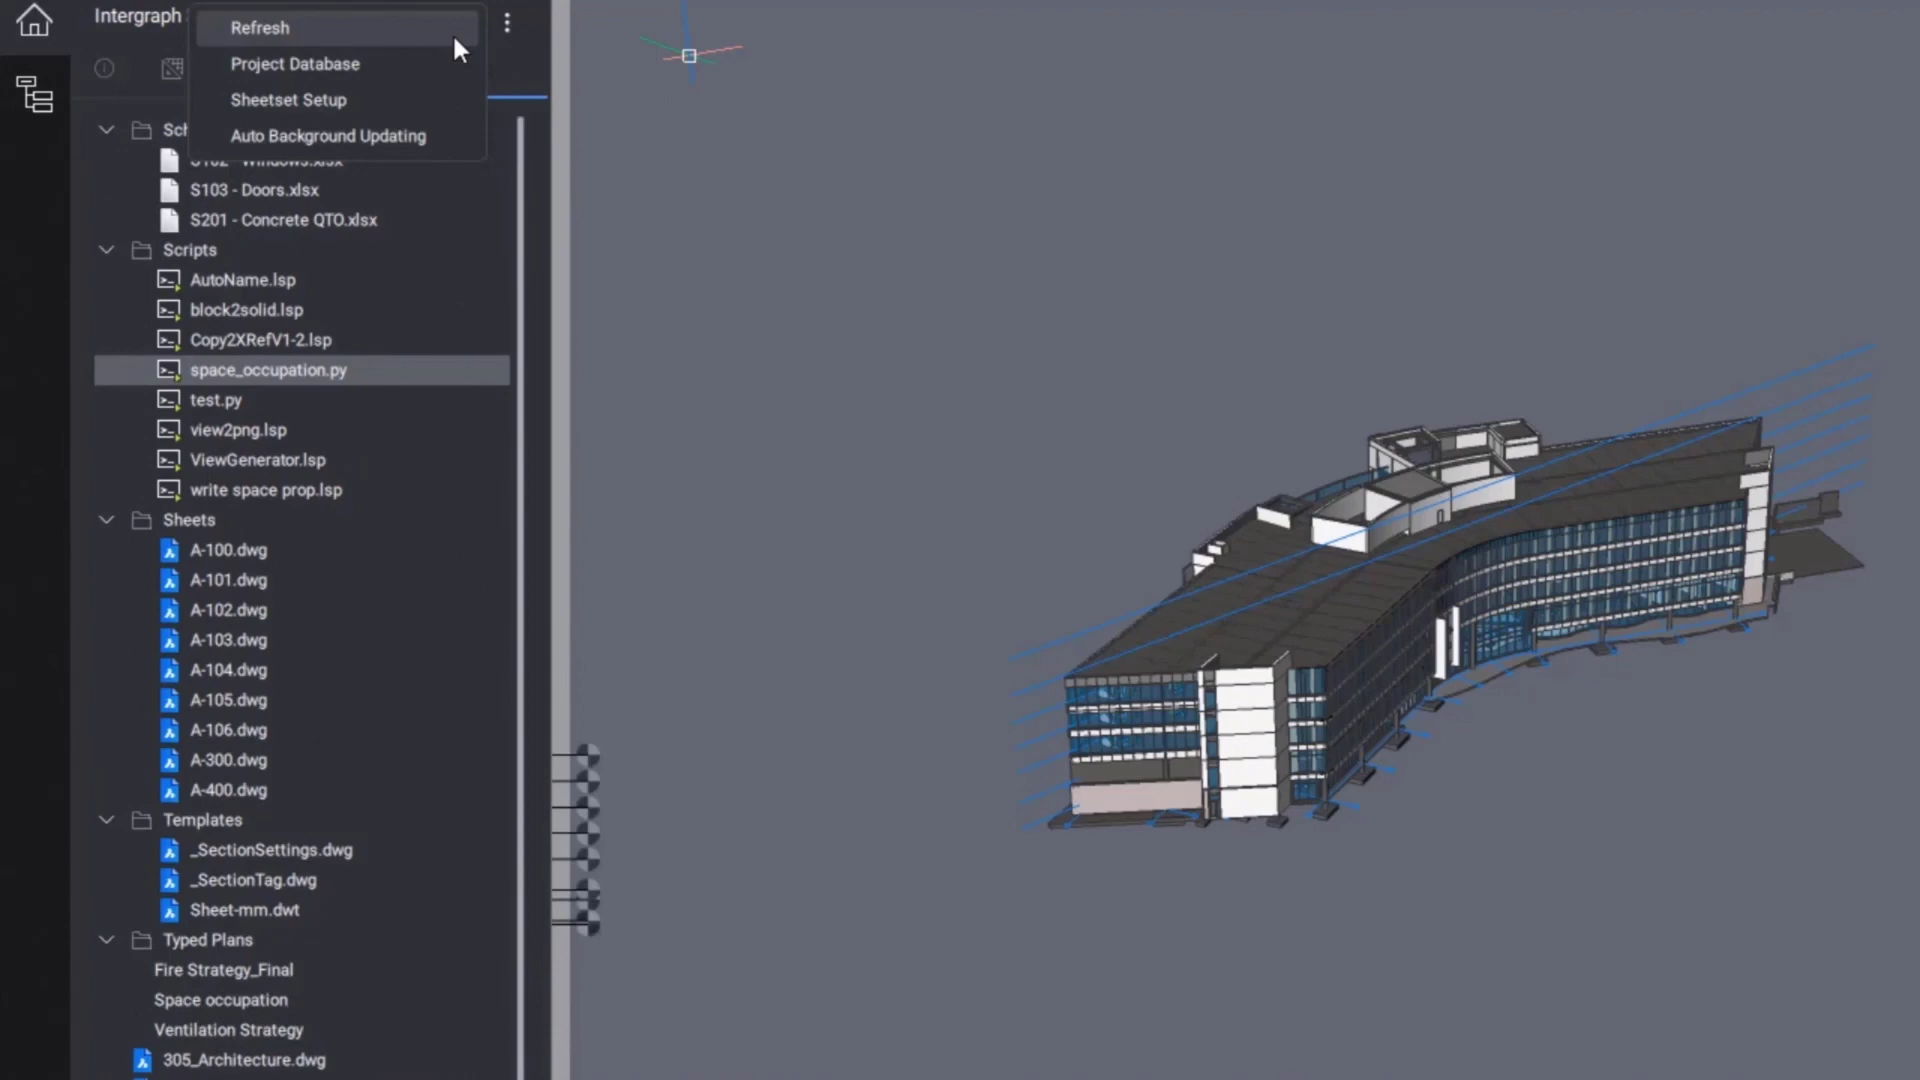 Intergraph
Refresh
Project Database
Sheetset Setup
Auto Background Updating
Sch
S102 - Windows.xlsx
S103 - Doors.xlsx
S201 - Concrete QTO.xlsx
Scripts
AutoName.lsp
block2solid.lsp
Copy2XRefV1-2.lsp
space_occupation.py
test.py
view2png.lsp
ViewGenerator.lsp
write space prop.lsp
Sheets
A-100.dwg
A-101.dwg
A-102.dwg
A-103.dwg
A-104.dwg
A-105.dwg
A-106.dwg
A-300.dwg
A-400.dwg
Templates
_SectionSettings.dwg
_SectionTag.dwg
Sheet-mm.dwt
Typed Plans
Fire Strategy_Final
Space occupation
Ventilation Strategy
305_Architecture.dwg